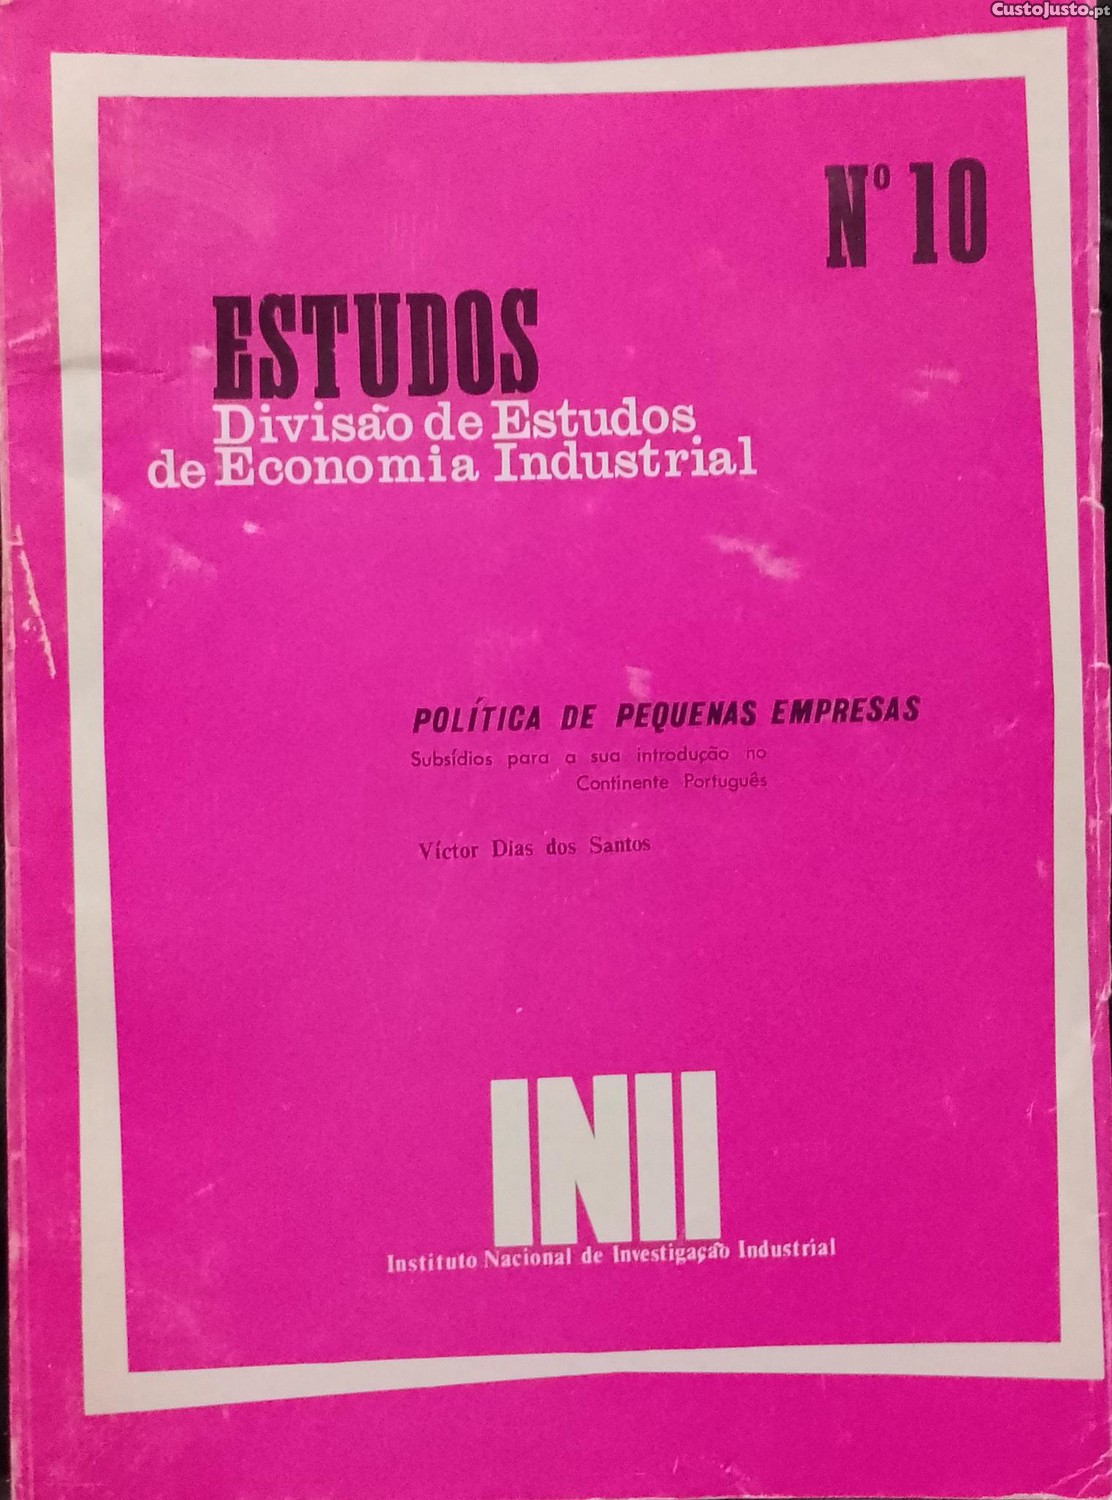 CustoJusto.pt
Nº 10
ESTUDOS
Divisão de Estudos
de Economia Industrial
POLÍTICA DE PEQUENAS EMPRESAS
Subsídios para a sua introdução no
Continente Português
Víctor Dias dos Santos
INII
Instituto Nacional de Investigação Industrial